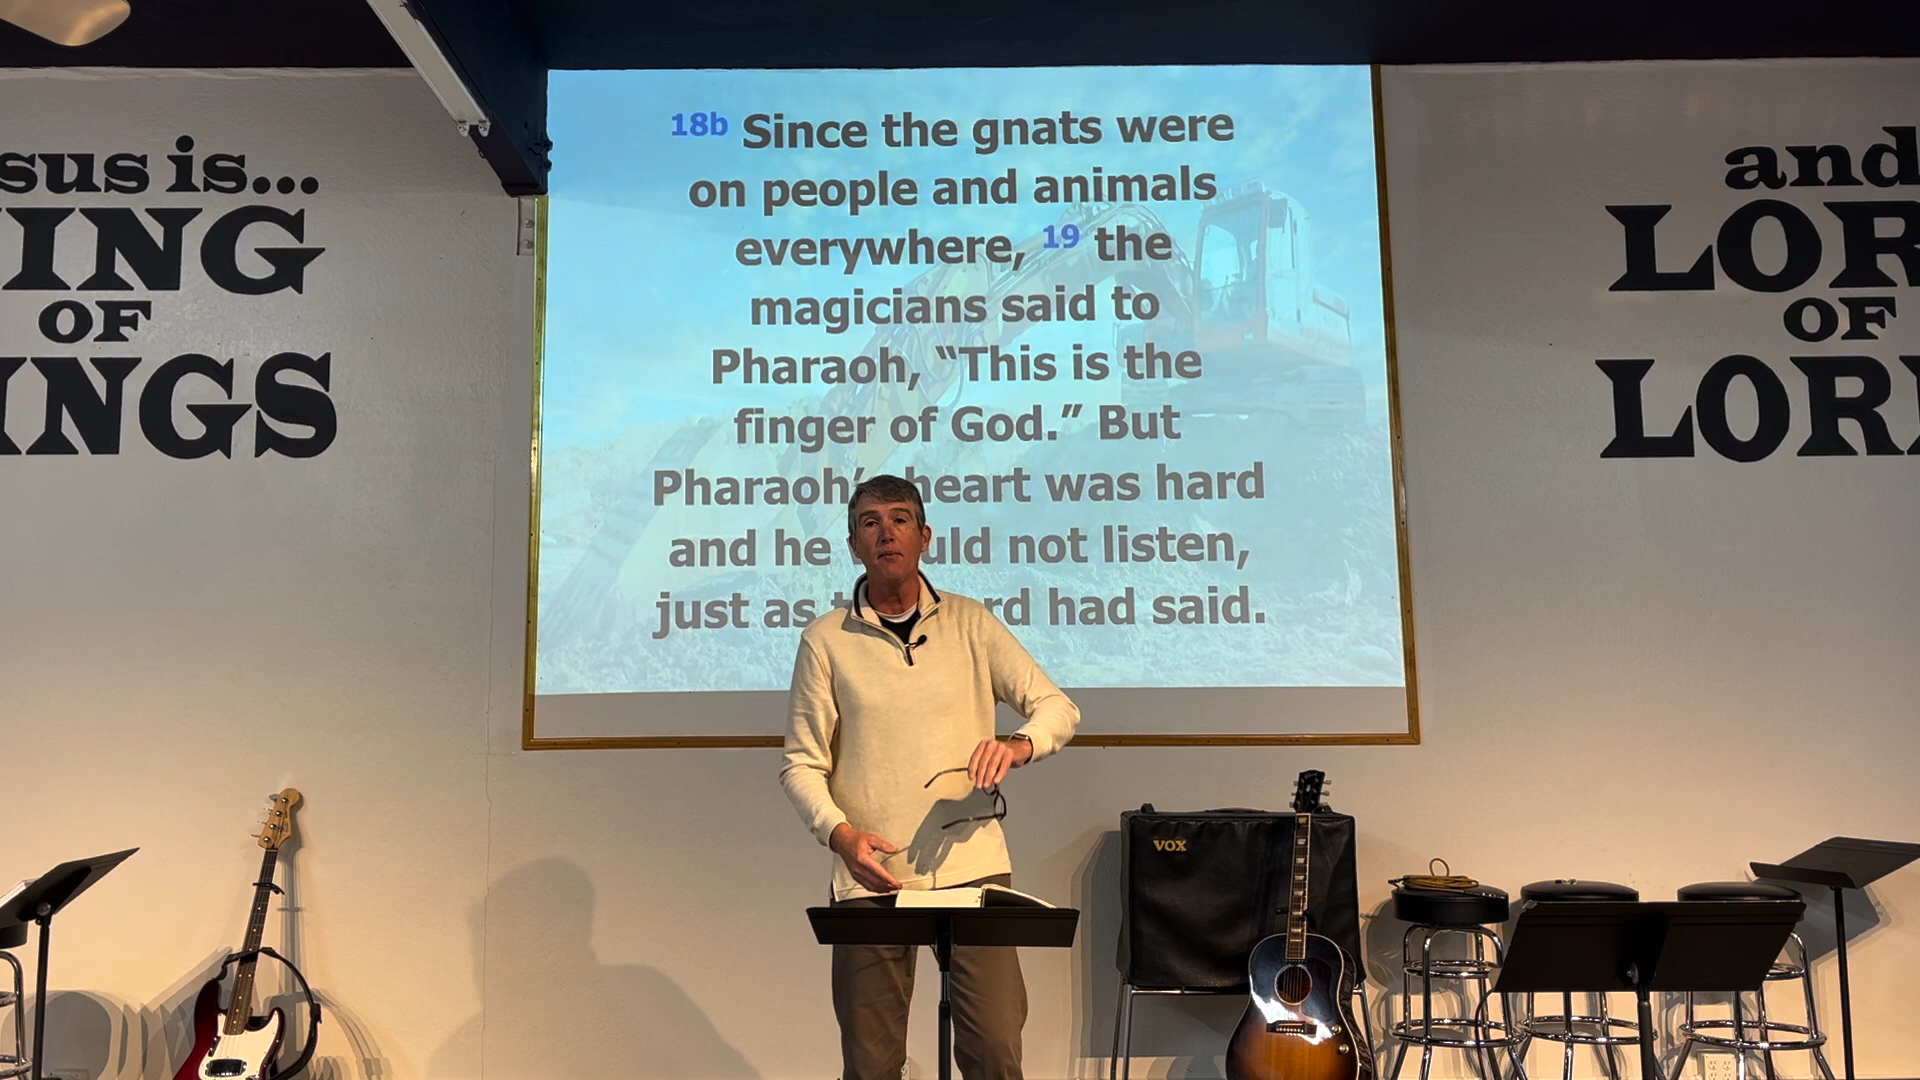 sus is...
ING
OF
INGS
18b Since the gnats were
on people and animals
everywhere, 19 the
magicians said to
Pharaoh, “This is the
finger of God.” But
Pharaoh’ heart was hard
and he uld not listen,
just as rd had said.
and
LOR
OF
LOR
VOX